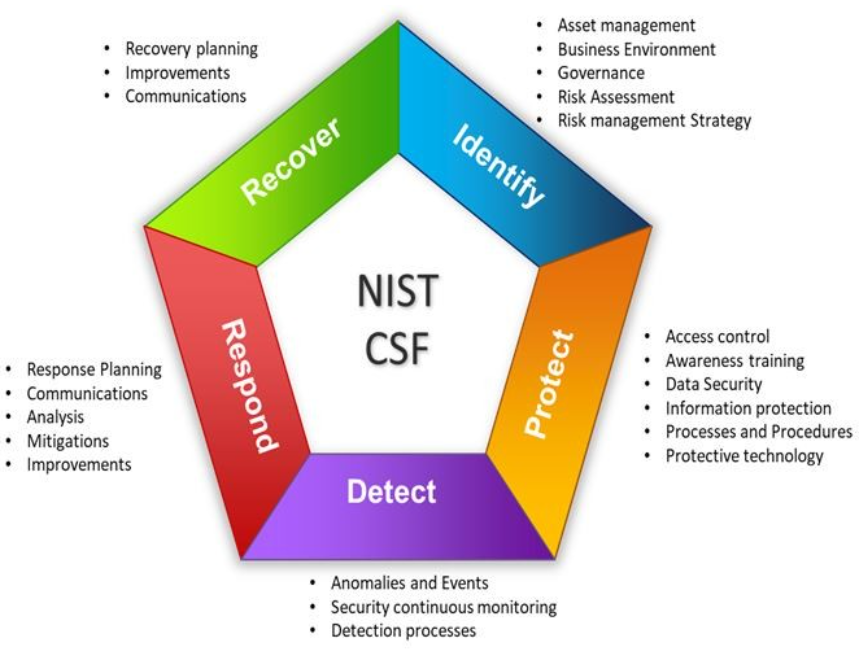 NIST
CSF
Identify
• Asset management
• Business Environment
• Governance
• Risk Assessment
• Risk management Strategy
Protect
• Access control
• Awareness training
• Data Security
• Information protection
• Processes and Procedures
• Protective technology
Detect
• Anomalies and Events
• Security continuous monitoring
• Detection processes
Respond
• Response Planning
• Communications
• Analysis
• Mitigations
• Improvements
Recover
• Recovery planning
• Improvements
• Communications